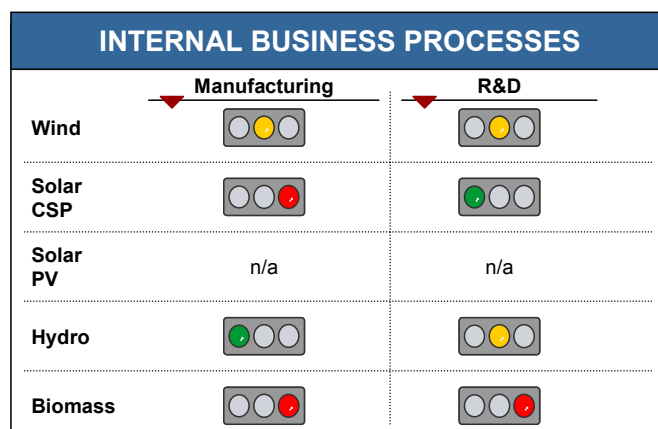 INTERNAL BUSINESS PROCESSES
Manufacturing R&D
Wind
Solar
CSP
Solar
PV
n/a n/a
Hydro
Biomass